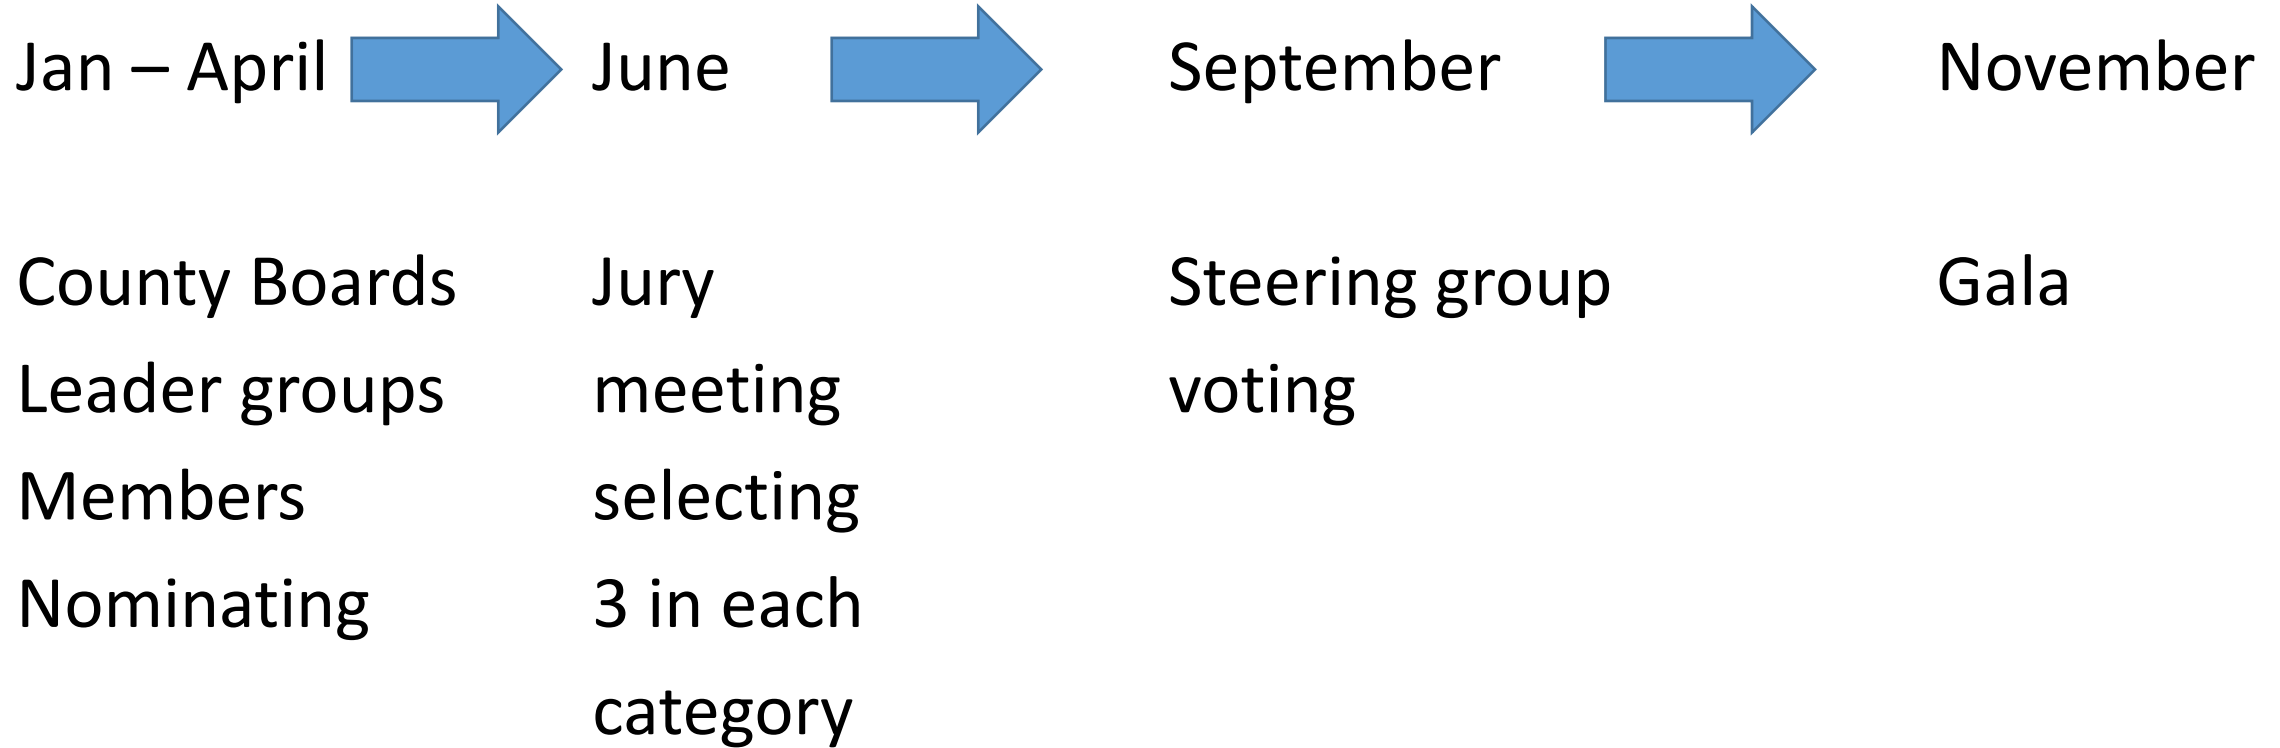 Jan – April
June
September
November
County Boards
Leader groups
Members
Nominating
Jury
meeting
selecting
3 in each
category
Steering group
voting
Gala